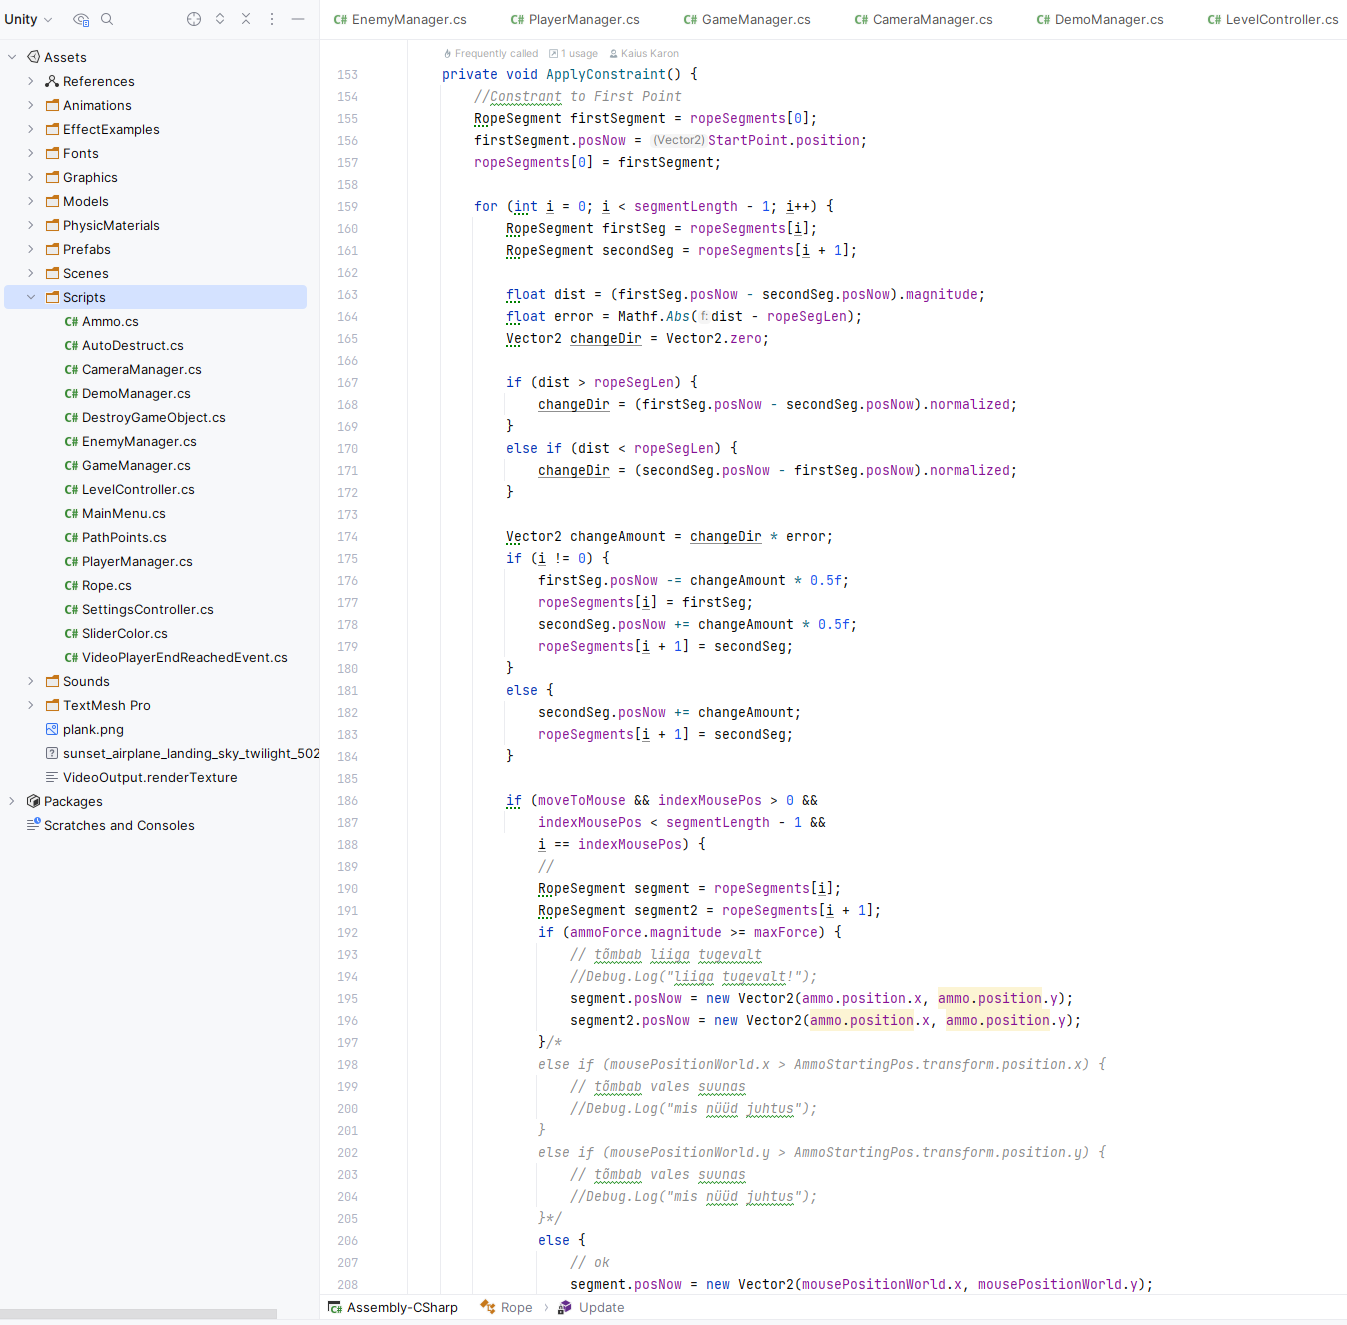 Unity
EnemyManager.cs
PlayerManager.cs
GameManager.cs
CameraManager.cs
DemoManager.cs
LevelController.cs
Assets
References
Animations
EffectExamples
Fonts
Graphics
Models
PhysicMaterials
Prefabs
Scenes
Scripts
C# Ammo.cs
C# AutoDestruct.cs
C# CameraManager.cs
C# DemoManager.cs
C# DestroyGameObject.cs
C# EnemyManager.cs
C# GameManager.cs
C# LevelController.cs
C# MainMenu.cs
C# PathPoints.cs
C# PlayerManager.cs
C# Rope.cs
C# SettingsController.cs
C# SliderColor.cs
C# VideoPlayerEndReachedEvent.cs
Sounds
TextMesh Pro
plank.png
sunset_airplane_landing_sky_twilight_502
VideoOutput.renderTexture
Packages
Scratches and Consoles
Frequently called 1 usage Kaius Karon
153 private void ApplyConstraint() {
154 //Constrant to First Point
155 RopeSegment firstSegment = ropeSegments[0];
156 firstSegment.posNow = (Vector2) StartPoint.position;
157 ropeSegments[0] = firstSegment;
158
159 for (int i = 0; i < segmentLength - 1; i++) {
160 RopeSegment firstSeg = ropeSegments[i];
161 RopeSegment secondSeg = ropeSegments[i + 1];
162
163 float dist = (firstSeg.posNow - secondSeg.posNow).magnitude;
164 float error = Mathf.Abs( f: dist - ropeSegLen);
165 Vector2 changeDir = Vector2.zero;
166
167 if (dist > ropeSegLen) {
168 changeDir = (firstSeg.posNow - secondSeg.posNow).normalized;
169 }
170 else if (dist < ropeSegLen) {
171 changeDir = (secondSeg.posNow - firstSeg.posNow).normalized;
172 }
173
174 Vector2 changeAmount = changeDir * error;
175 if (i != 0) {
176 firstSeg.posNow -= changeAmount * 0.5f;
177 ropeSegments[i] = firstSeg;
178 secondSeg.posNow += changeAmount * 0.5f;
179 ropeSegments[i + 1] = secondSeg;
180 }
181 else {
182 secondSeg.posNow += changeAmount;
183 ropeSegments[i + 1] = secondSeg;
184 }
185
186 if (moveToMouse && indexMousePos > 0 &&
187 indexMousePos < segmentLength - 1 &&
188 i == indexMousePos) {
189 //
190 RopeSegment segment = ropeSegments[i];
191 RopeSegment segment2 = ropeSegments[i + 1];
192 if (ammoForce.magnitude >= maxForce) {
193 // tõmbab liiga tugevalt
194 //Debug.Log("liiga tugevalt!");
195 segment.posNow = new Vector2(ammo.position.x, ammo.position.y);
196 segment2.posNow = new Vector2(ammo.position.x, ammo.position.y);
197 }/*
198 else if (mousePositionWorld.x > AmmoStartingPos.transform.position.x) {
199 // tõmbab vales suunas
200 //Debug.Log("mis nüüd juhtus");
201 }
202 else if (mousePositionWorld.y > AmmoStartingPos.transform.position.y) {
203 // tõmbab vales suunas
204 //Debug.Log("mis nüüd juhtus");
205 }*/
206 else {
207 // ok
208 segment.posNow = new Vector2(mousePositionWorld.x, mousePositionWorld.y);
Assembly-CSharp Rope › Update